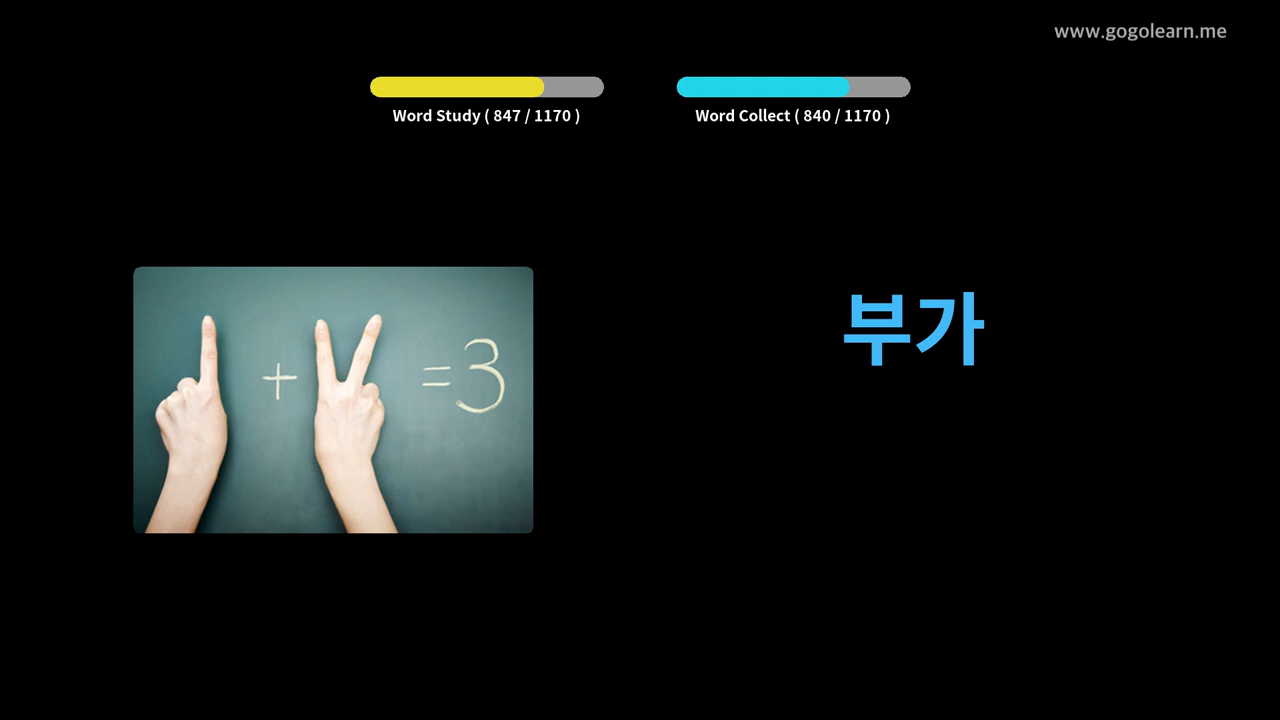 www.gogolearn.me
Word Study ( 847 / 1170 )
Word Collect ( 840 / 1170 )
+ = 3
부가